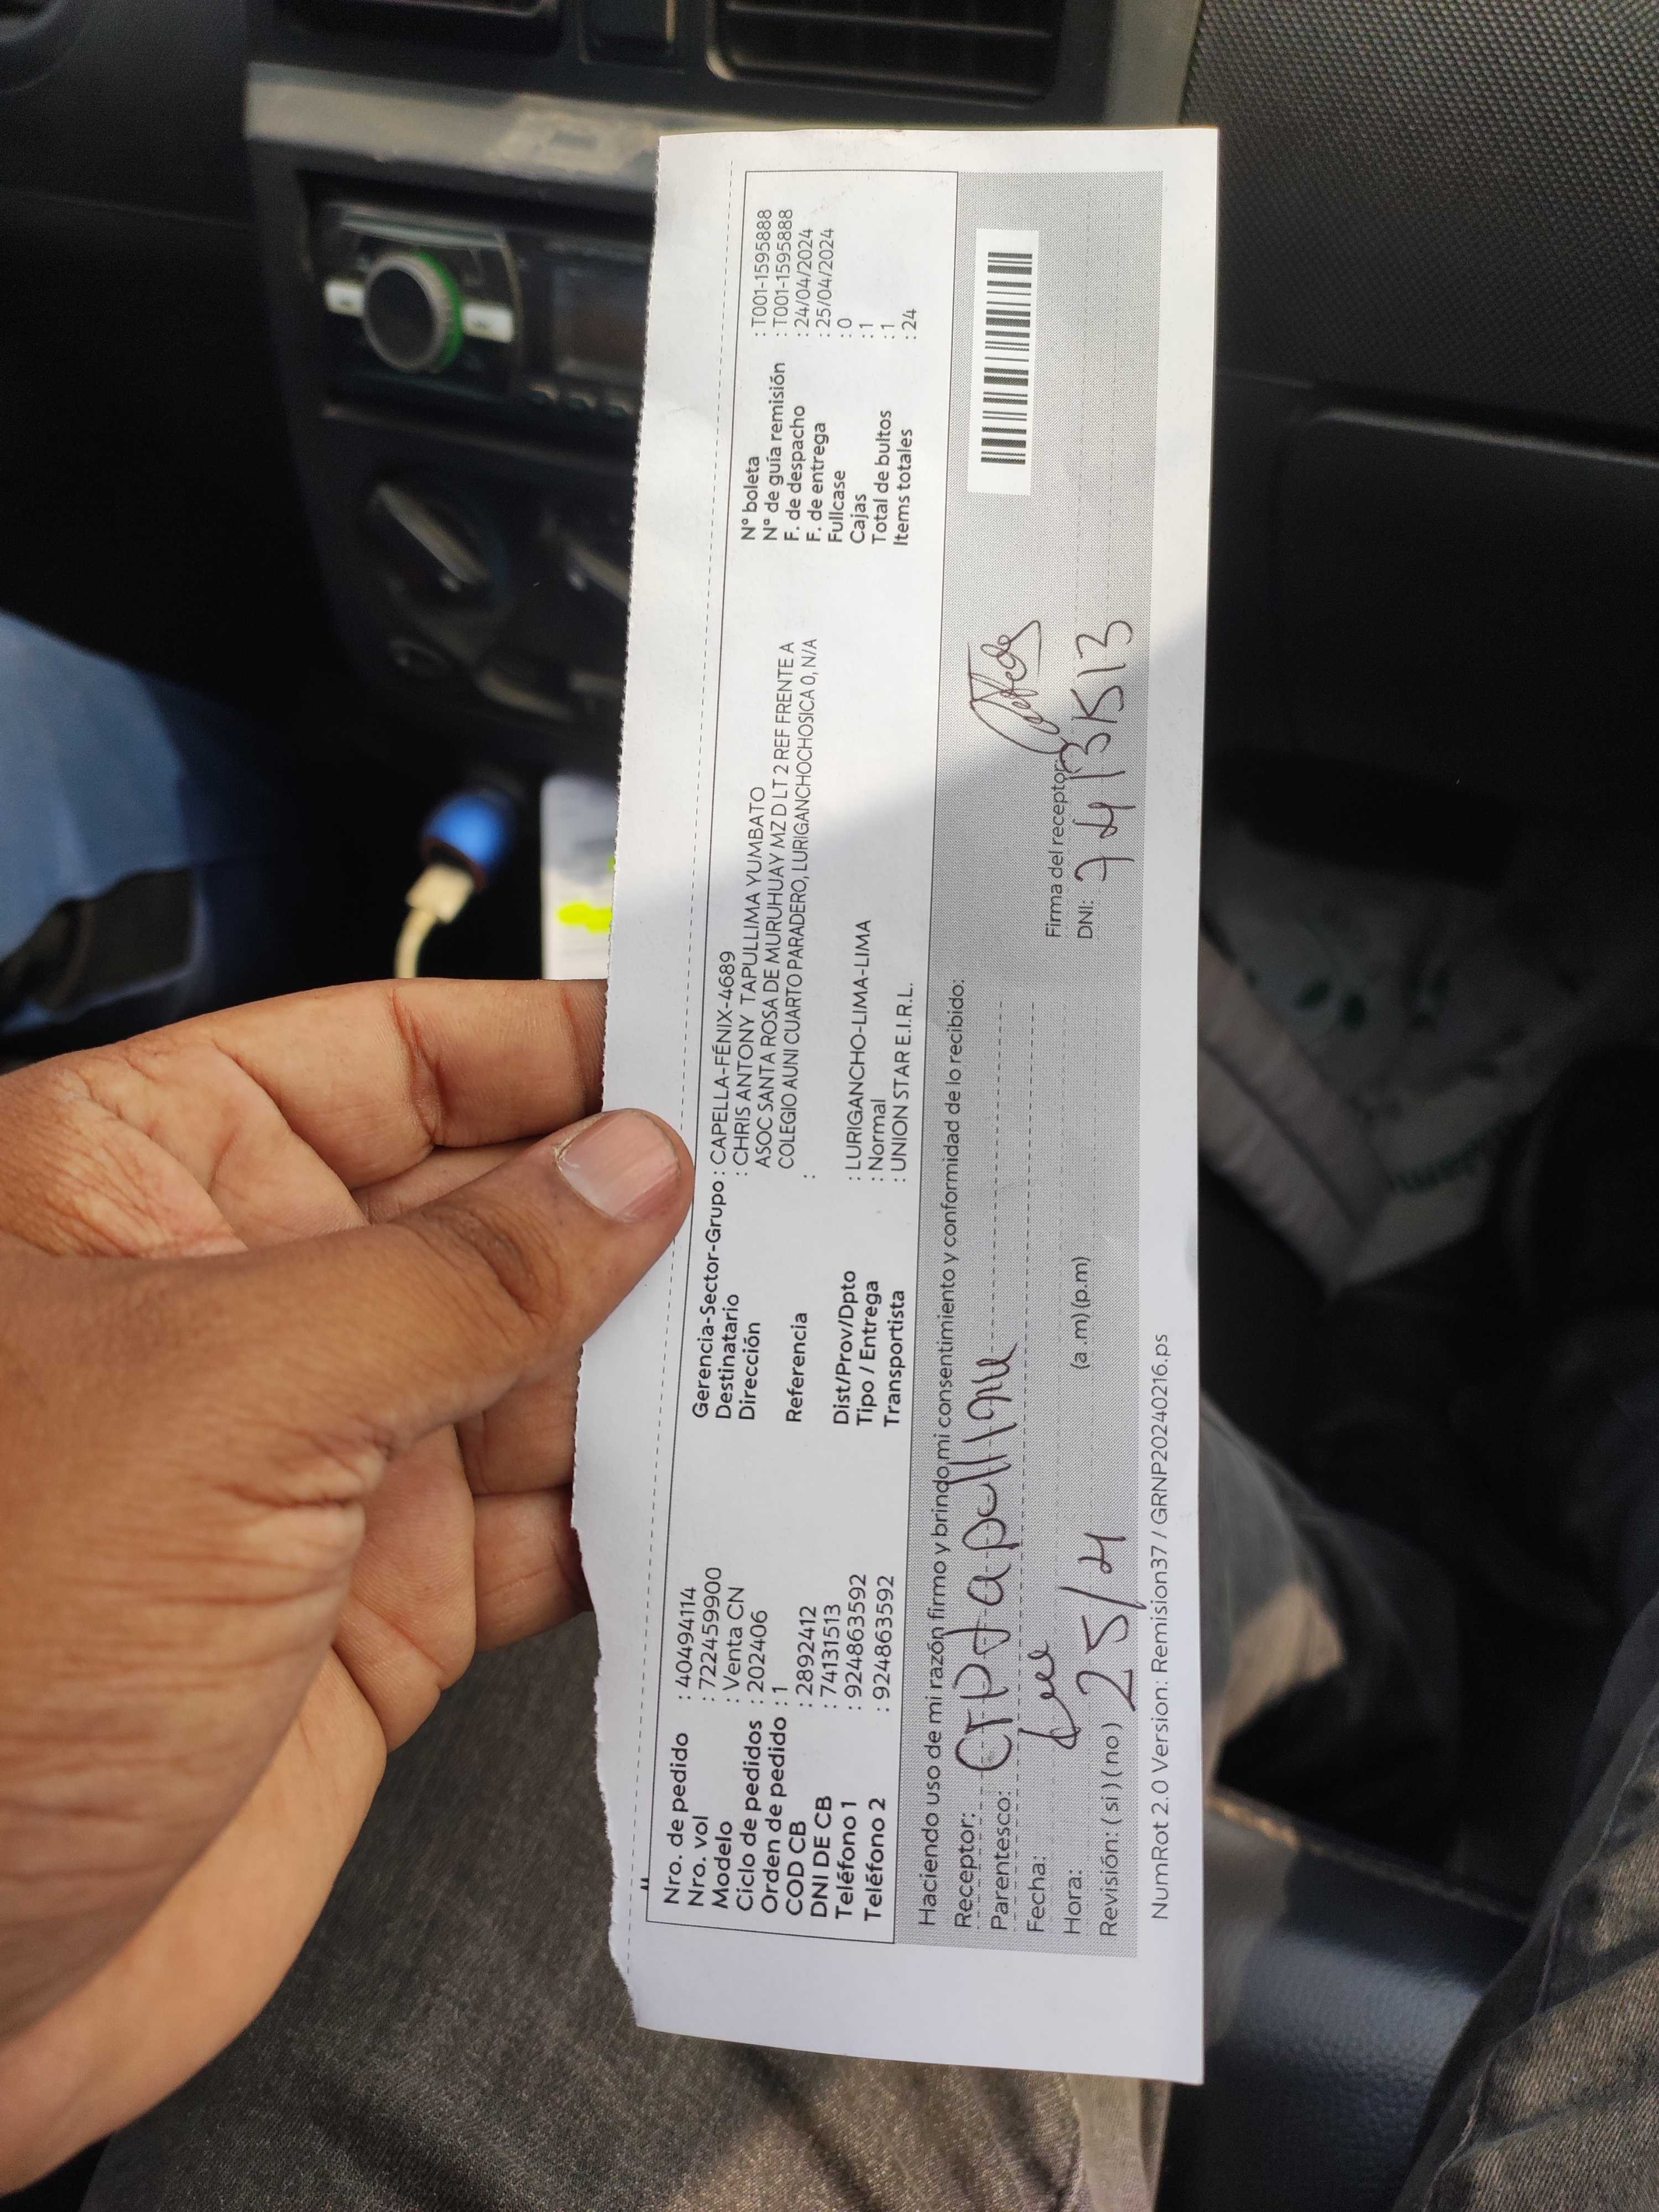 Nro. de pedido : 40494114
Nro. vol : 722459900
Modelo : Venta CN
Ciclo de pedidos : 202406
Orden de pedido : 1
COD CB : 2892412
DNI DE CB : 74131513
Teléfono 1 : 924863592
Teléfono 2 : 924863592
Gerencia-Sector-Grupo : CAPELLA-FÉNIX-4689
Destinatario : CHRIS ANTONY TAPULLIMA YUMBATO
Dirección ASOC SANTA ROSA DE MURUHUAY MZ D LT 2 REF FRENTE A
COLEGIO AUNI CUARTO PARADERO, LURIGANCHOCHOSICA 0, N/A
Referencia :
Dist/Prov/Dpto : LURIGANCHO-LIMA-LIMA
Tipo / Entrega : Normal
Transportista : UNION STAR E.I.R.L.
N° boleta : T001-1595888
N° de guía remisión : T001-1595888
F. de despacho : 24/04/2024
F. de entrega : 25/04/2024
Fullcase : 0
Cajas : 1
Total de bultos : 1
Items totales : 24
Haciendo uso de mi razón firmo y brindo mi consentimiento y conformidad de lo recibido:
Receptor:
Parentesco:
Fecha:
Hora: (a .m) (p.m)
Revisión: ( si ) ( no ) 25/4
Firma del receptor
DNI: 74131513
NumRot 2.0 Version: Remision37 / GRNP20240216.ps